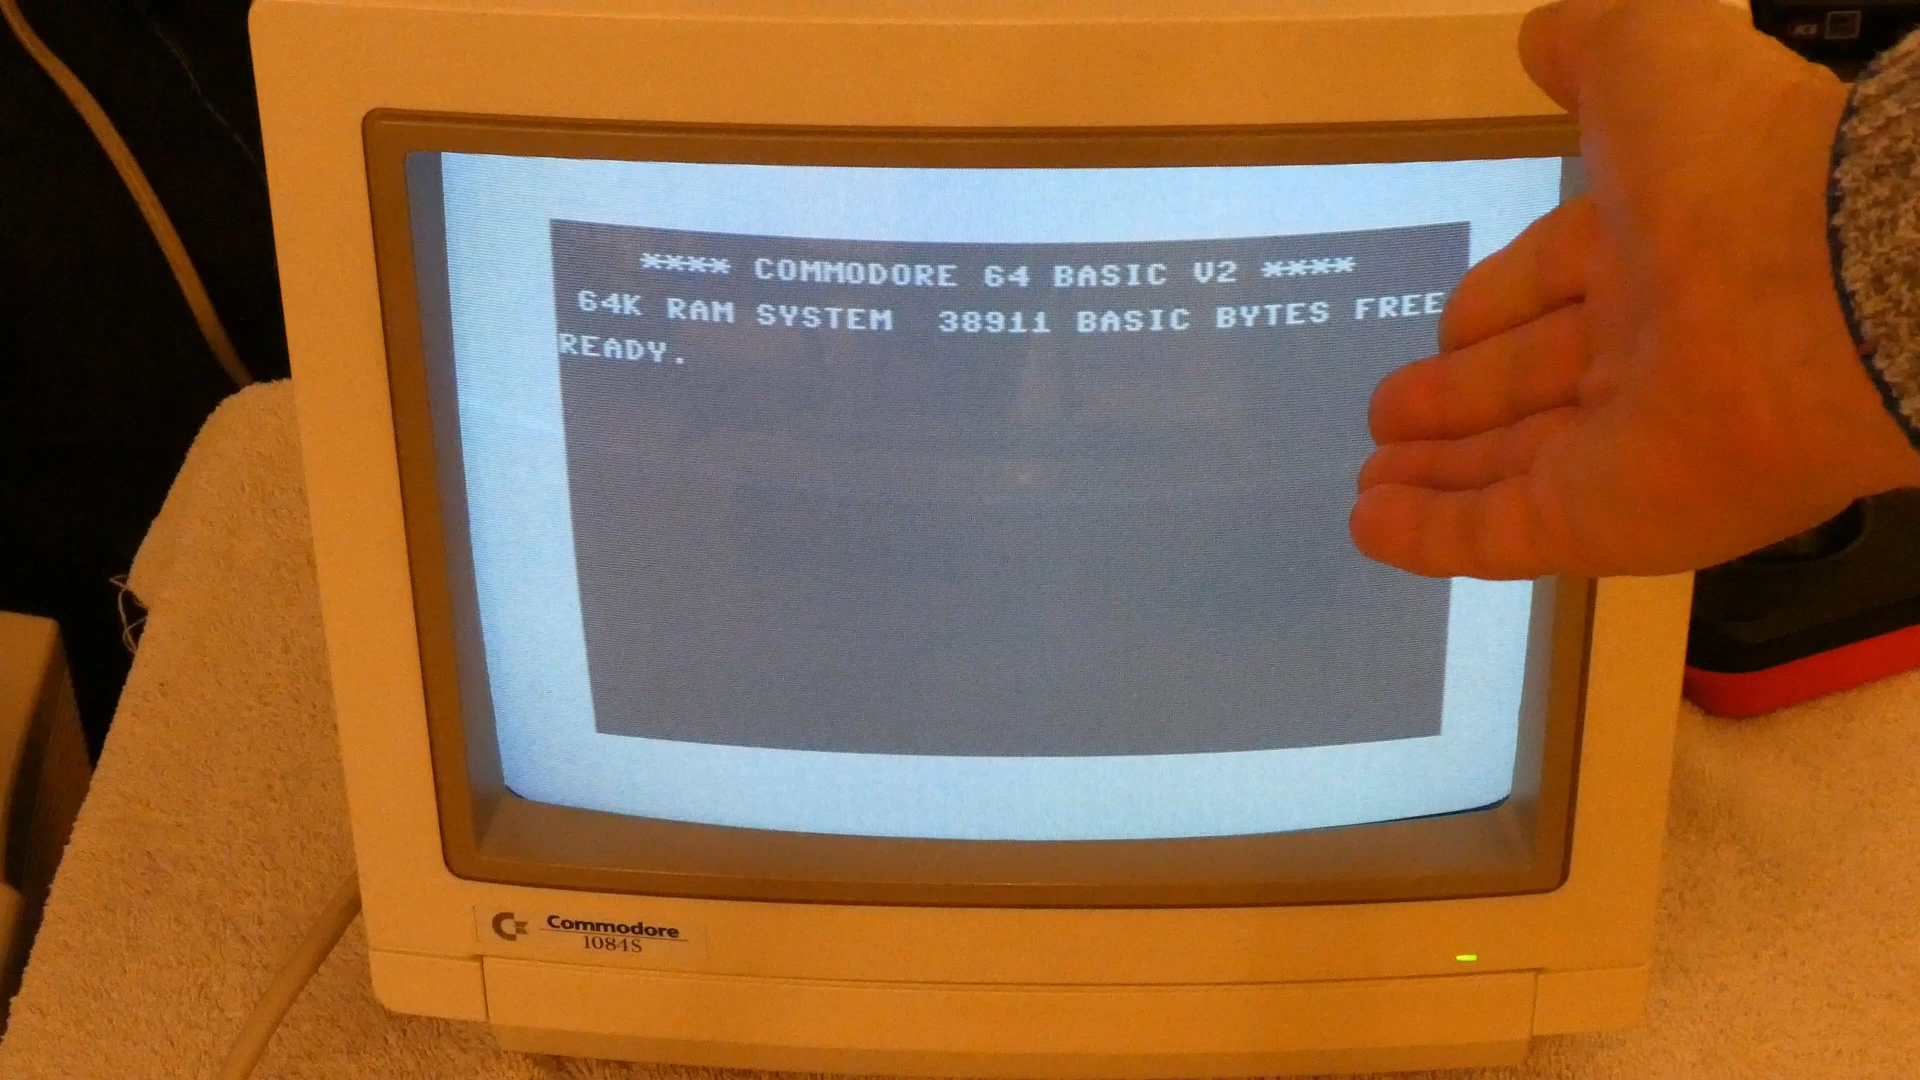 **** COMMODORE 64 BASIC V2 ****
64K RAM SYSTEM  38911 BASIC BYTES FREE
READY.
Commodore
1084S